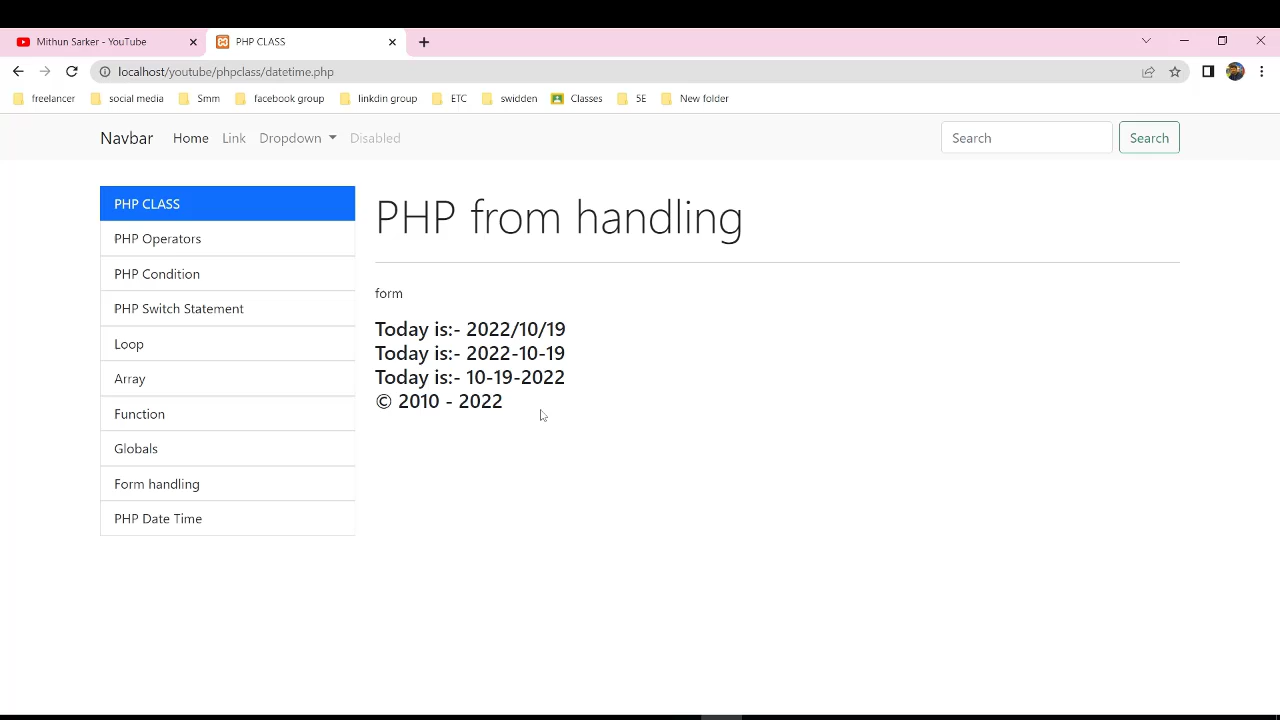 Mithun Sarker - YouTube
PHP CLASS
localhost/youtube/phpclass/datetime.php
freelancer social media Smm facebook group linkdin group ETC swidden Classes 5E New folder
Navbar Home Link Dropdown Disabled Search Search
PHP CLASS
PHP Operators
PHP Condition
PHP Switch Statement
Loop
Array
Function
Globals
Form handling
PHP Date Time
PHP from handling
form
Today is:- 2022/10/19
Today is:- 2022-10-19
Today is:- 10-19-2022
© 2010 - 2022